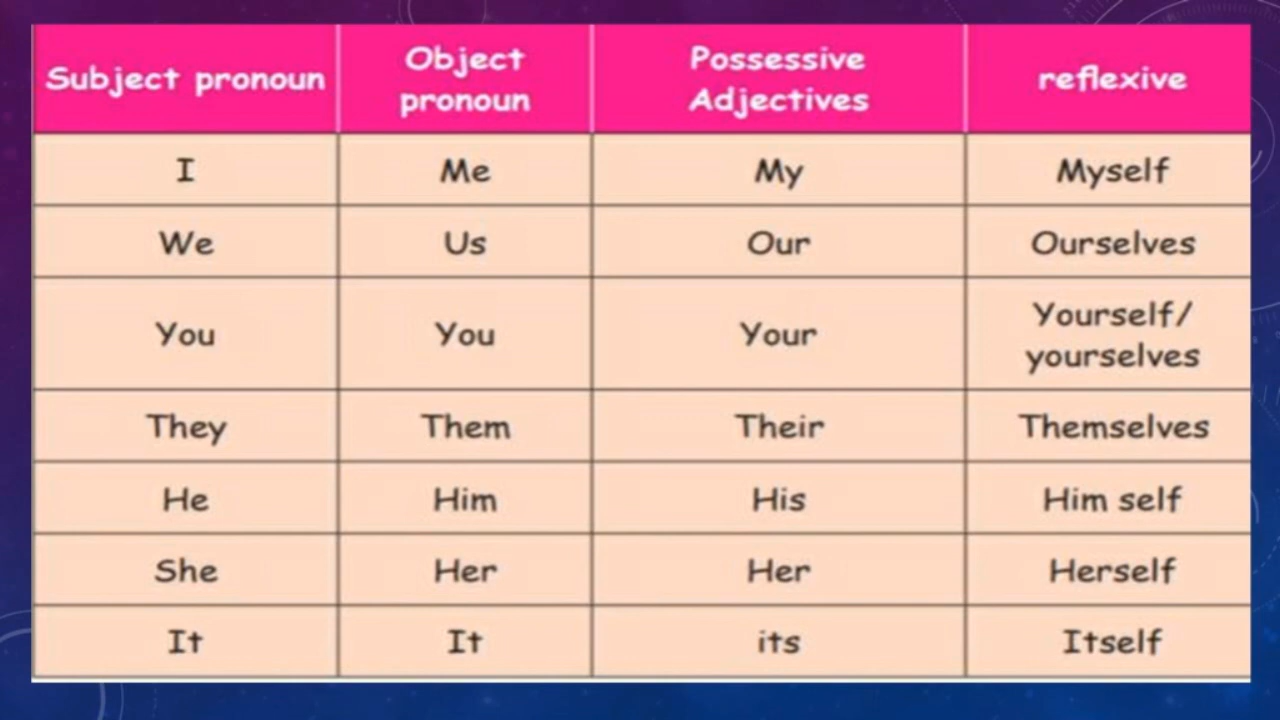 Subject pronoun Object pronoun Possessive Adjectives reflexive
I Me My Myself
We Us Our Ourselves
You You Your Yourself/ yourselves
They Them Their Themselves
He Him His Him self
She Her Her Herself
It It its Itself